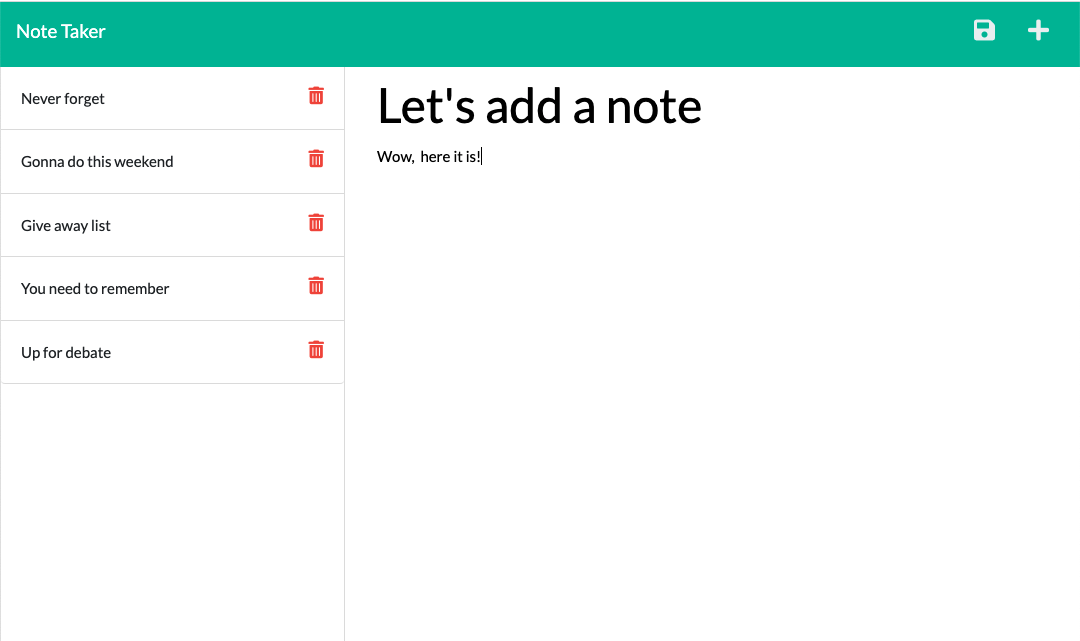 Note Taker
Never forget
Gonna do this weekend
Give away list
You need to remember
Up for debate
Let's add a note
Wow,  here it is!